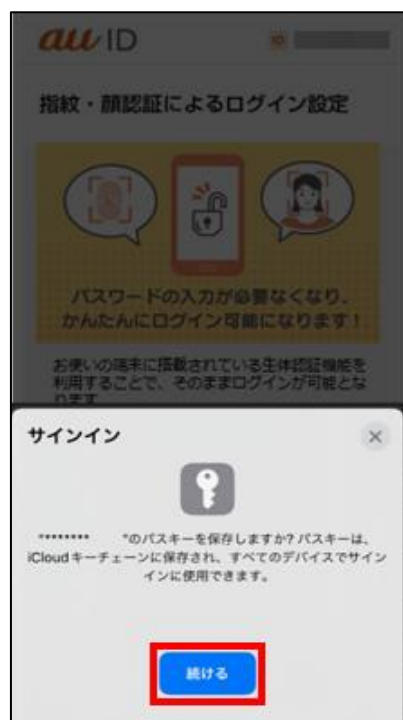 au ID
ID
指紋・顔認証によるログイン設定
パスワードの入力が必要なくなり、
かんたんにログイン可能になります!
お使いの端末に搭載されている生体認証機能を
利用することで、そのままログインが可能とな
ります
サインイン
******** *のパスキーを保存しますか? パスキーは、
iCloud キーチェーンに保存され、すべてのデバイスでサイン
インに使用できます。
続ける